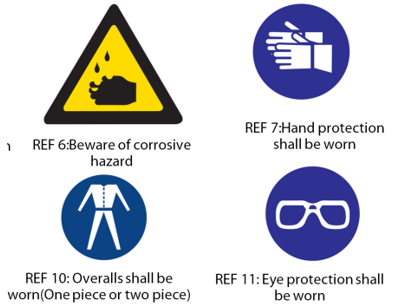 n
REF 6:Beware of corrosive
hazard
REF 7:Hand protection
shall be worn
REF 10: Overalls shall be
worn(One piece or two piece)
REF 11: Eye protection shall
be worn